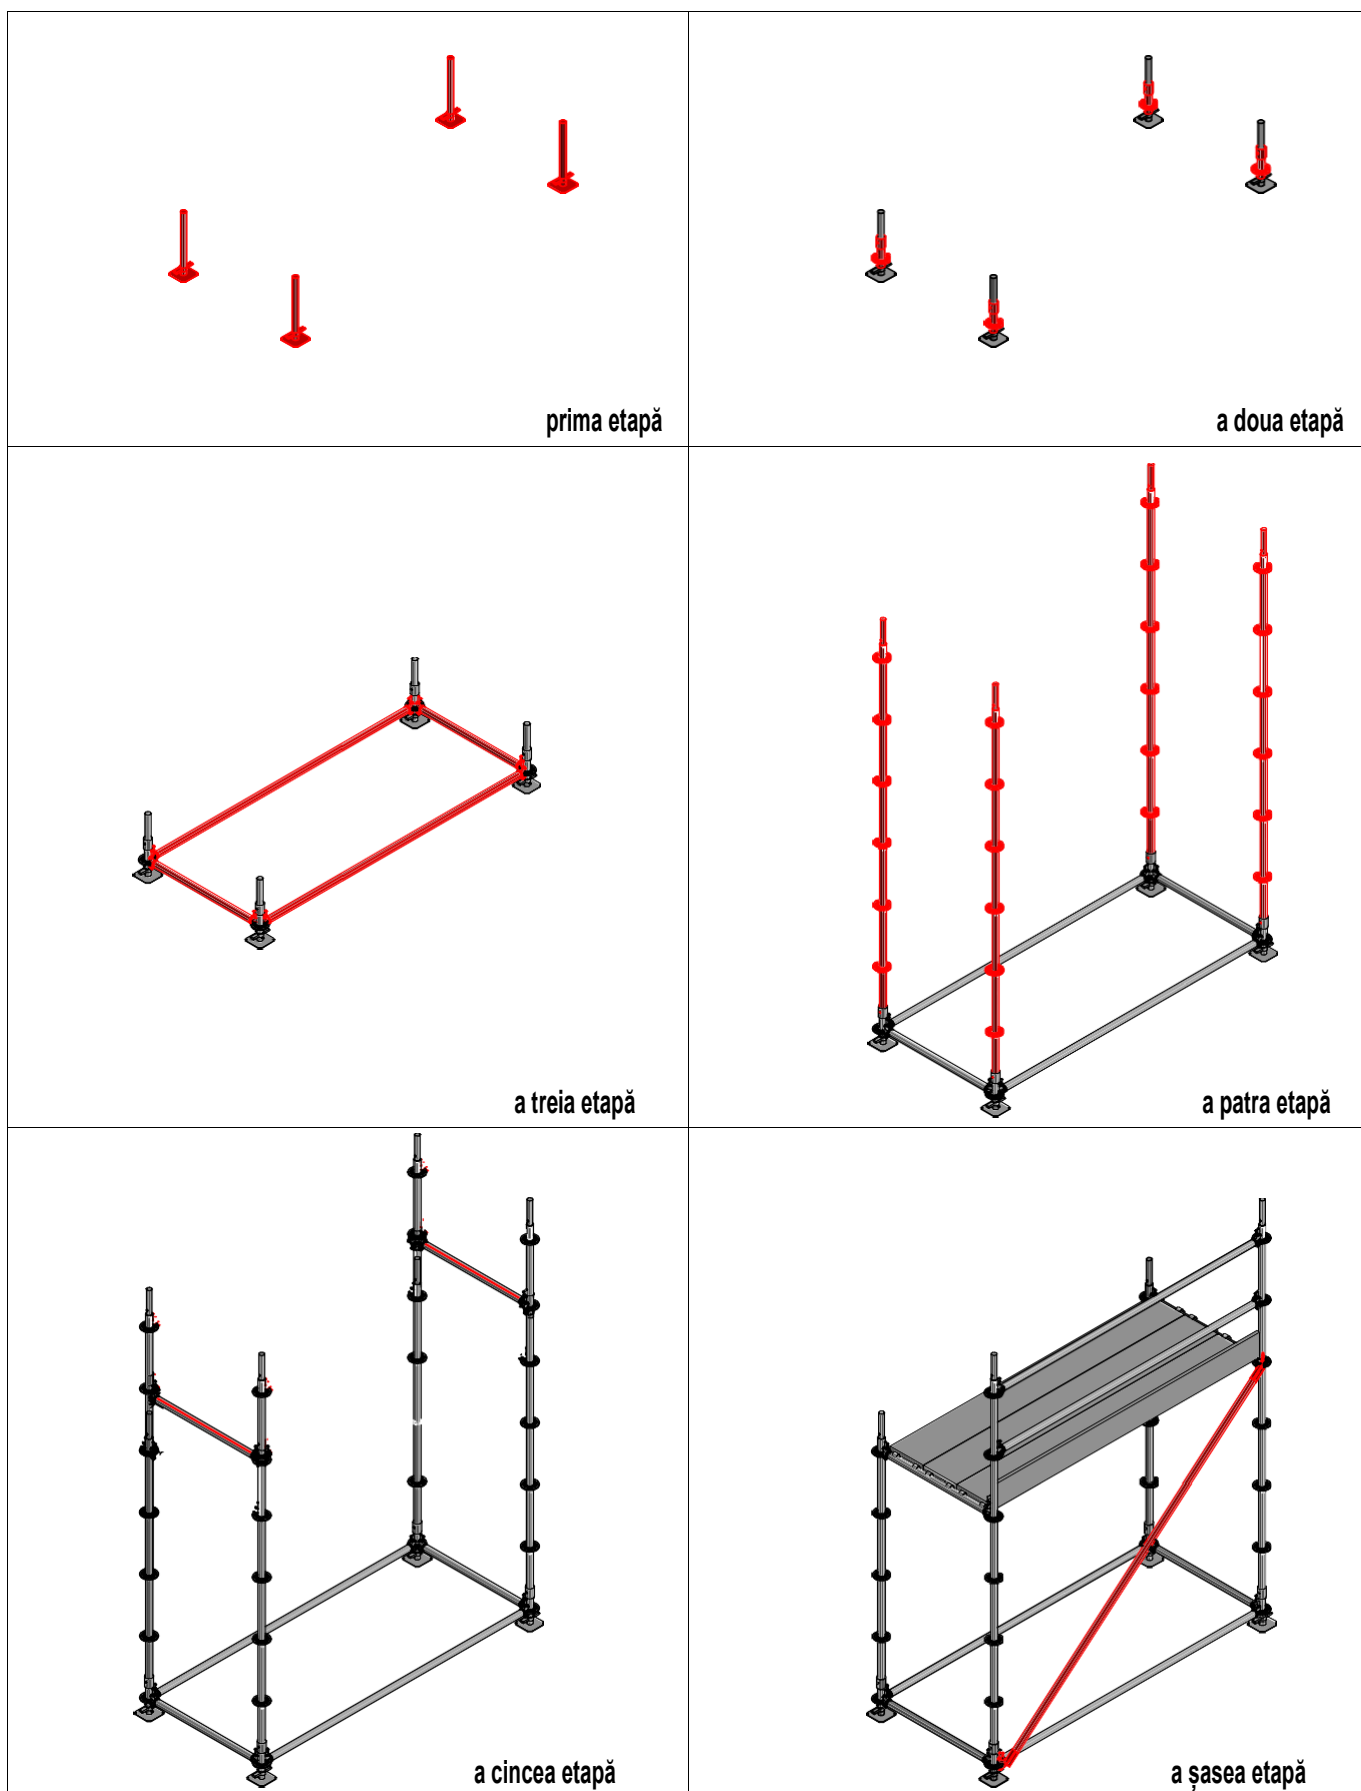 prima etapă
a doua etapă
a treia etapă
a patra etapă
a cincea etapă
a șasea etapă